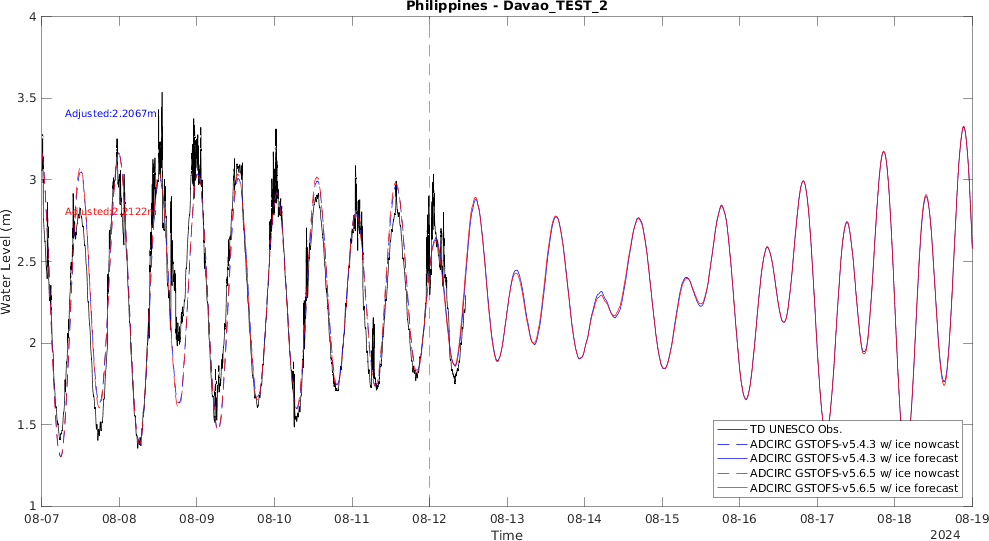 Philippines - Davao_TEST_2
4
3.5
3
2.5
2
1.5
1
Water Level (m)
Adjusted:2.2067m
Adjusted:2.2122m
TD UNESCO Obs.
ADCIRC GSTOFS-v5.4.3 w/ ice nowcast
ADCIRC GSTOFS-v5.4.3 w/ ice forecast
ADCIRC GSTOFS-v5.6.5 w/ ice nowcast
ADCIRC GSTOFS-v5.6.5 w/ ice forecast
08-07 08-08 08-09 08-10 08-11 08-12 08-13 08-14 08-15 08-16 08-17 08-18 08-19
Time
2024